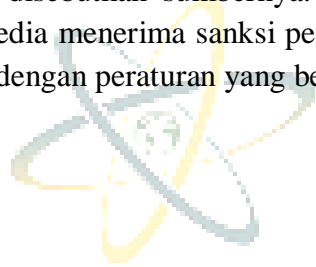 disebutkan sumbernya.
edia menerima sanksi pe
dengan peraturan yang be